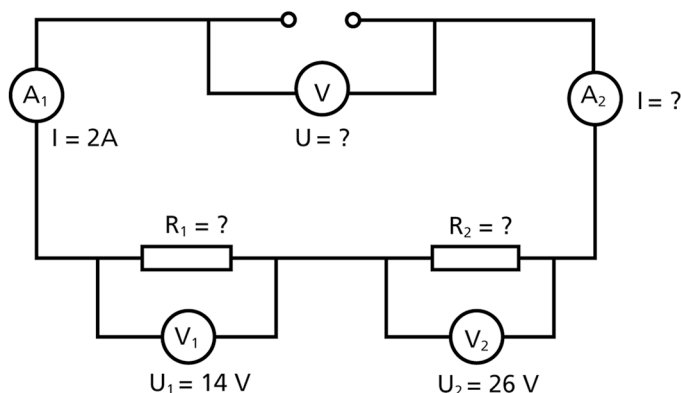 A₁
V
A₂
I = ?
I = 2A
U = ?
R₁ = ?
R₂ = ?
V₁
V₂
U₁ = 14 V
U₂ = 26 V